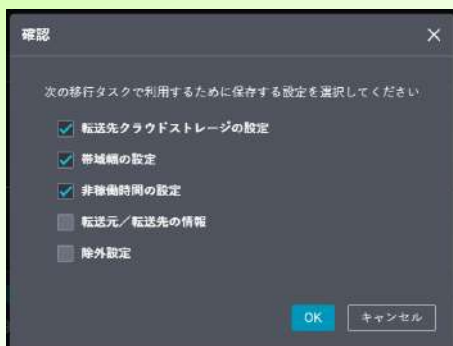 確認
次の移行タスクで利用するために保存する設定を選択してください
転送先クラウドストレージの設定
帯域幅の設定
非稼働時間の設定
転送元／転送先の情報
除外設定
OK キャンセル